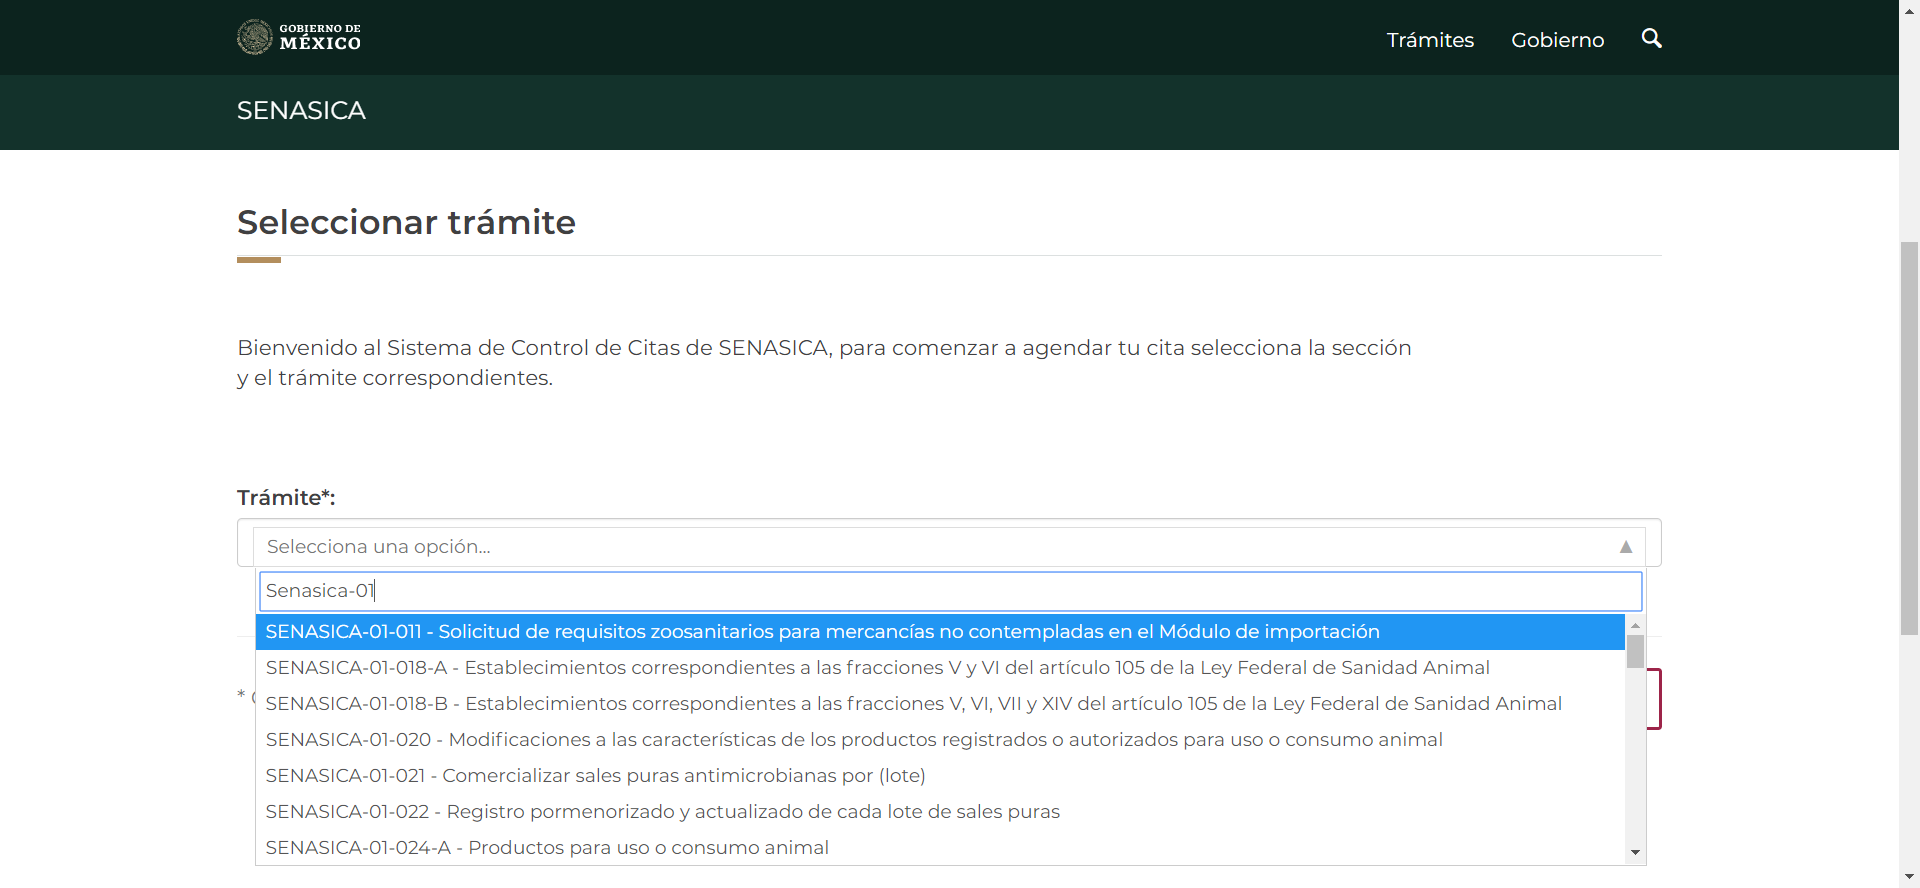 GOBIERNO DE
MÉXICO
Trámites
Gobierno
SENASICA
Seleccionar trámite
Bienvenido al Sistema de Control de Citas de SENASICA, para comenzar a agendar tu cita selecciona la sección
y el trámite correspondientes.
Trámite*:
Selecciona una opción...
Senasica-01
SENASICA-01-011 - Solicitud de requisitos zoosanitarios para mercancías no contempladas en el Módulo de importación
SENASICA-01-018-A - Establecimientos correspondientes a las fracciones V y VI del artículo 105 de la Ley Federal de Sanidad Animal
*
SENASICA-01-018-B - Establecimientos correspondientes a las fracciones V, VI, VII y XIV del artículo 105 de la Ley Federal de Sanidad Animal
SENASICA-01-020 - Modificaciones a las características de los productos registrados o autorizados para uso o consumo animal
SENASICA-01-021 - Comercializar sales puras antimicrobianas por (lote)
SENASICA-01-022 - Registro pormenorizado y actualizado de cada lote de sales puras
SENASICA-01-024-A - Productos para uso o consumo animal